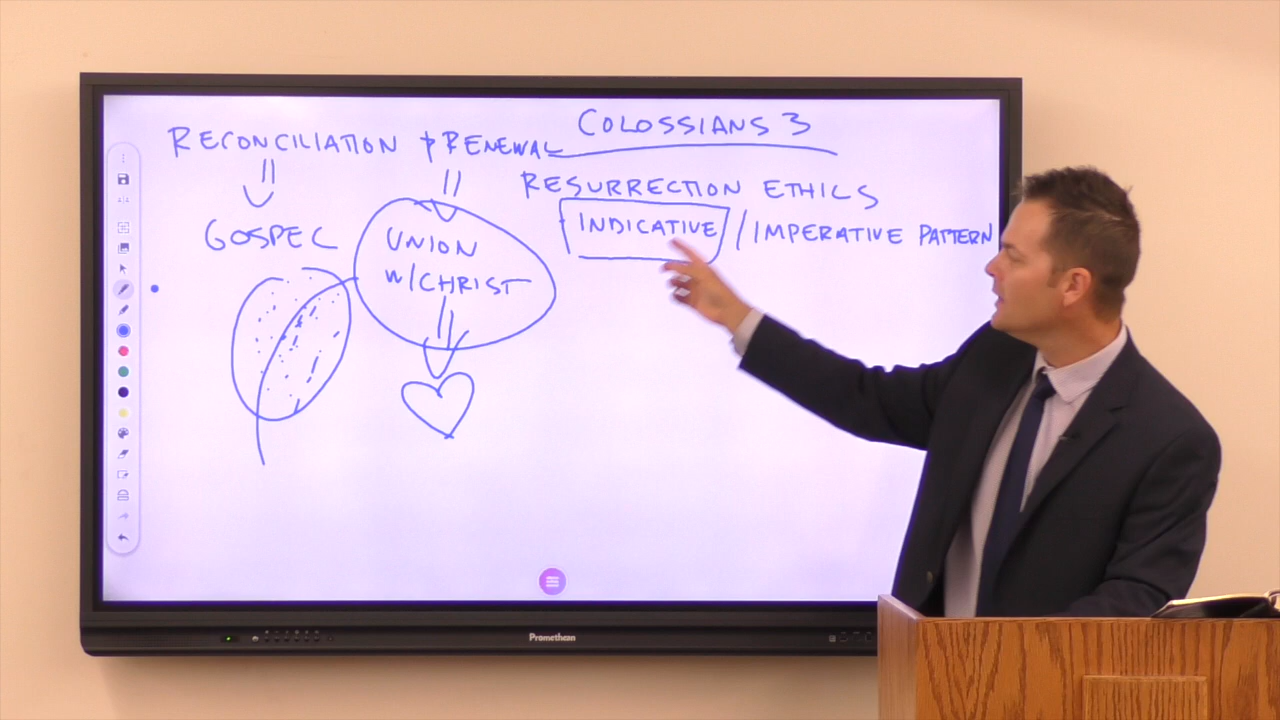 COLOSSIANS 3
RECONCILIATION & RENEWAL
RESURRECTION ETHICS
GOSPEL
UNION
W/CHRIST
INDICATIVE / IMPERATIVE PATTERN
Promethean